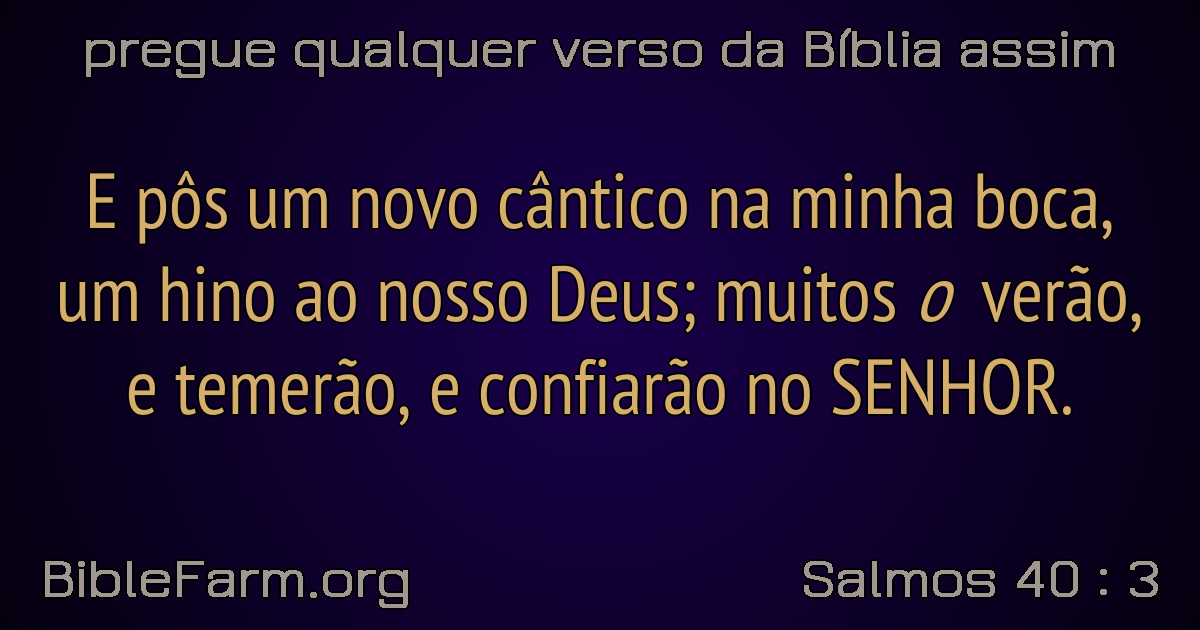 pregue qualquer verso da Bíblia assim
E pôs um novo cântico na minha boca,
um hino ao nosso Deus; muitos o verão,
e temerão, e confiarão no SENHOR.
BibleFarm.org
Salmos 40 : 3